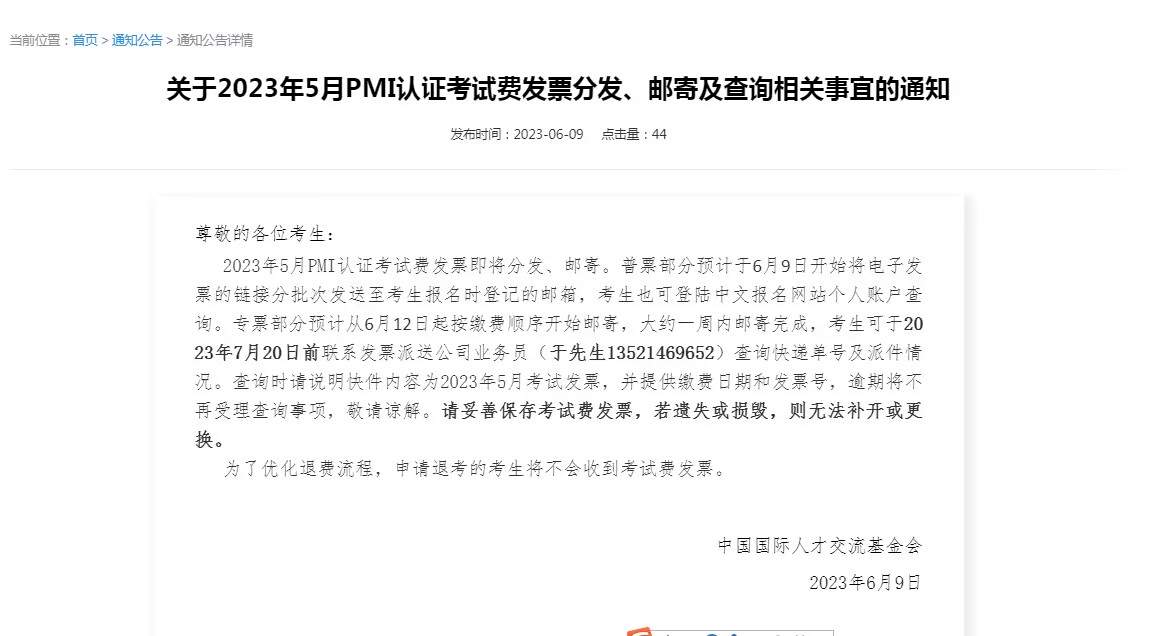 当前位置：首页 > 通知公告 > 通知公告详情
关于2023年5月PMI认证考试费发票分发、邮寄及查询相关事宜的通知
发布时间：2023-06-09 点击量：44
尊敬的各位考生：
2023年5月PMI认证考试费发票即将分发、邮寄。普票部分预计于6月9日开始将电子发
票的链接分批次发送至考生报名时登记的邮箱，考生也可登陆中文报名网站个人账户查
询。专票部分预计从6月12日起按缴费顺序开始邮寄，大约一周内邮寄完成，考生可于20
23年7月20日前联系发票派送公司业务员（于先生13521469652）查询快递单号及派件情
况。查询时请说明快件内容为2023年5月考试发票，并提供缴费日期和发票号，逾期将不
再受理查询事项，敬请谅解。请妥善保存考试费发票，若遗失或损毁，则无法补开或更
换。
为了优化退费流程，申请退考的考生将不会收到考试费发票。
中国国际人才交流基金会
2023年6月9日